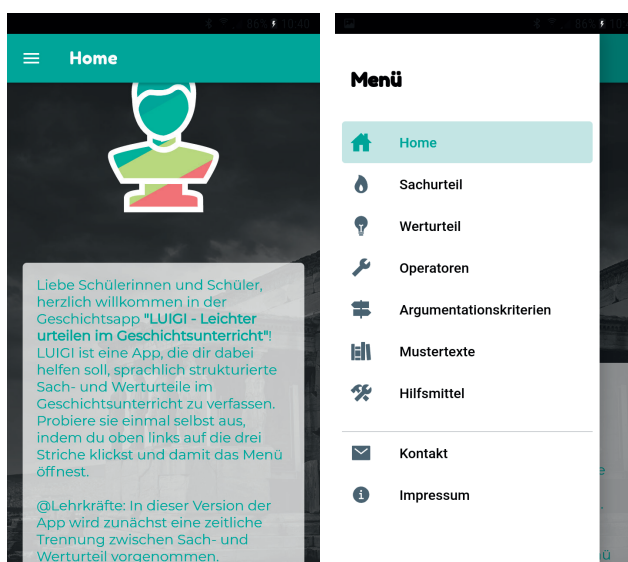 86% 10:40
Home
Liebe Schülerinnen und Schüler,
herzlich willkommen in der
Geschichtsapp "LUIGI - Leichter
urteilen im Geschichtsunterricht"!
LUIGI ist eine App, die dir dabei
helfen soll, sprachlich strukturierte
Sach- und Werturteile im
Geschichtsunterricht zu verfassen.
Probiere sie einmal selbst aus,
indem du oben links auf die drei
Striche klickst und damit das Menü
öffnest.
@Lehrkräfte: In dieser Version der
App wird zunächst eine zeitliche
Trennung zwischen Sach- und
Werturteil vorgenommen.
86%
Menü
Home
Sachurteil
Werturteil
Operatoren
Argumentationskriterien
Mustertexte
Hilfsmittel
Kontakt
Impressum